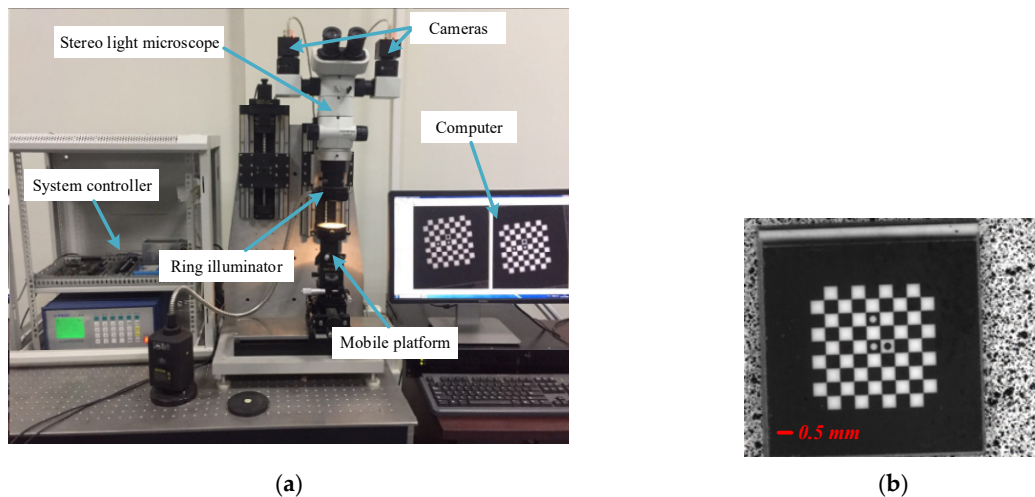 Cameras
Stereo light microscope
Computer
System controller
Ring illuminator
Mobile platform
0.5 mm
(a)
(b)